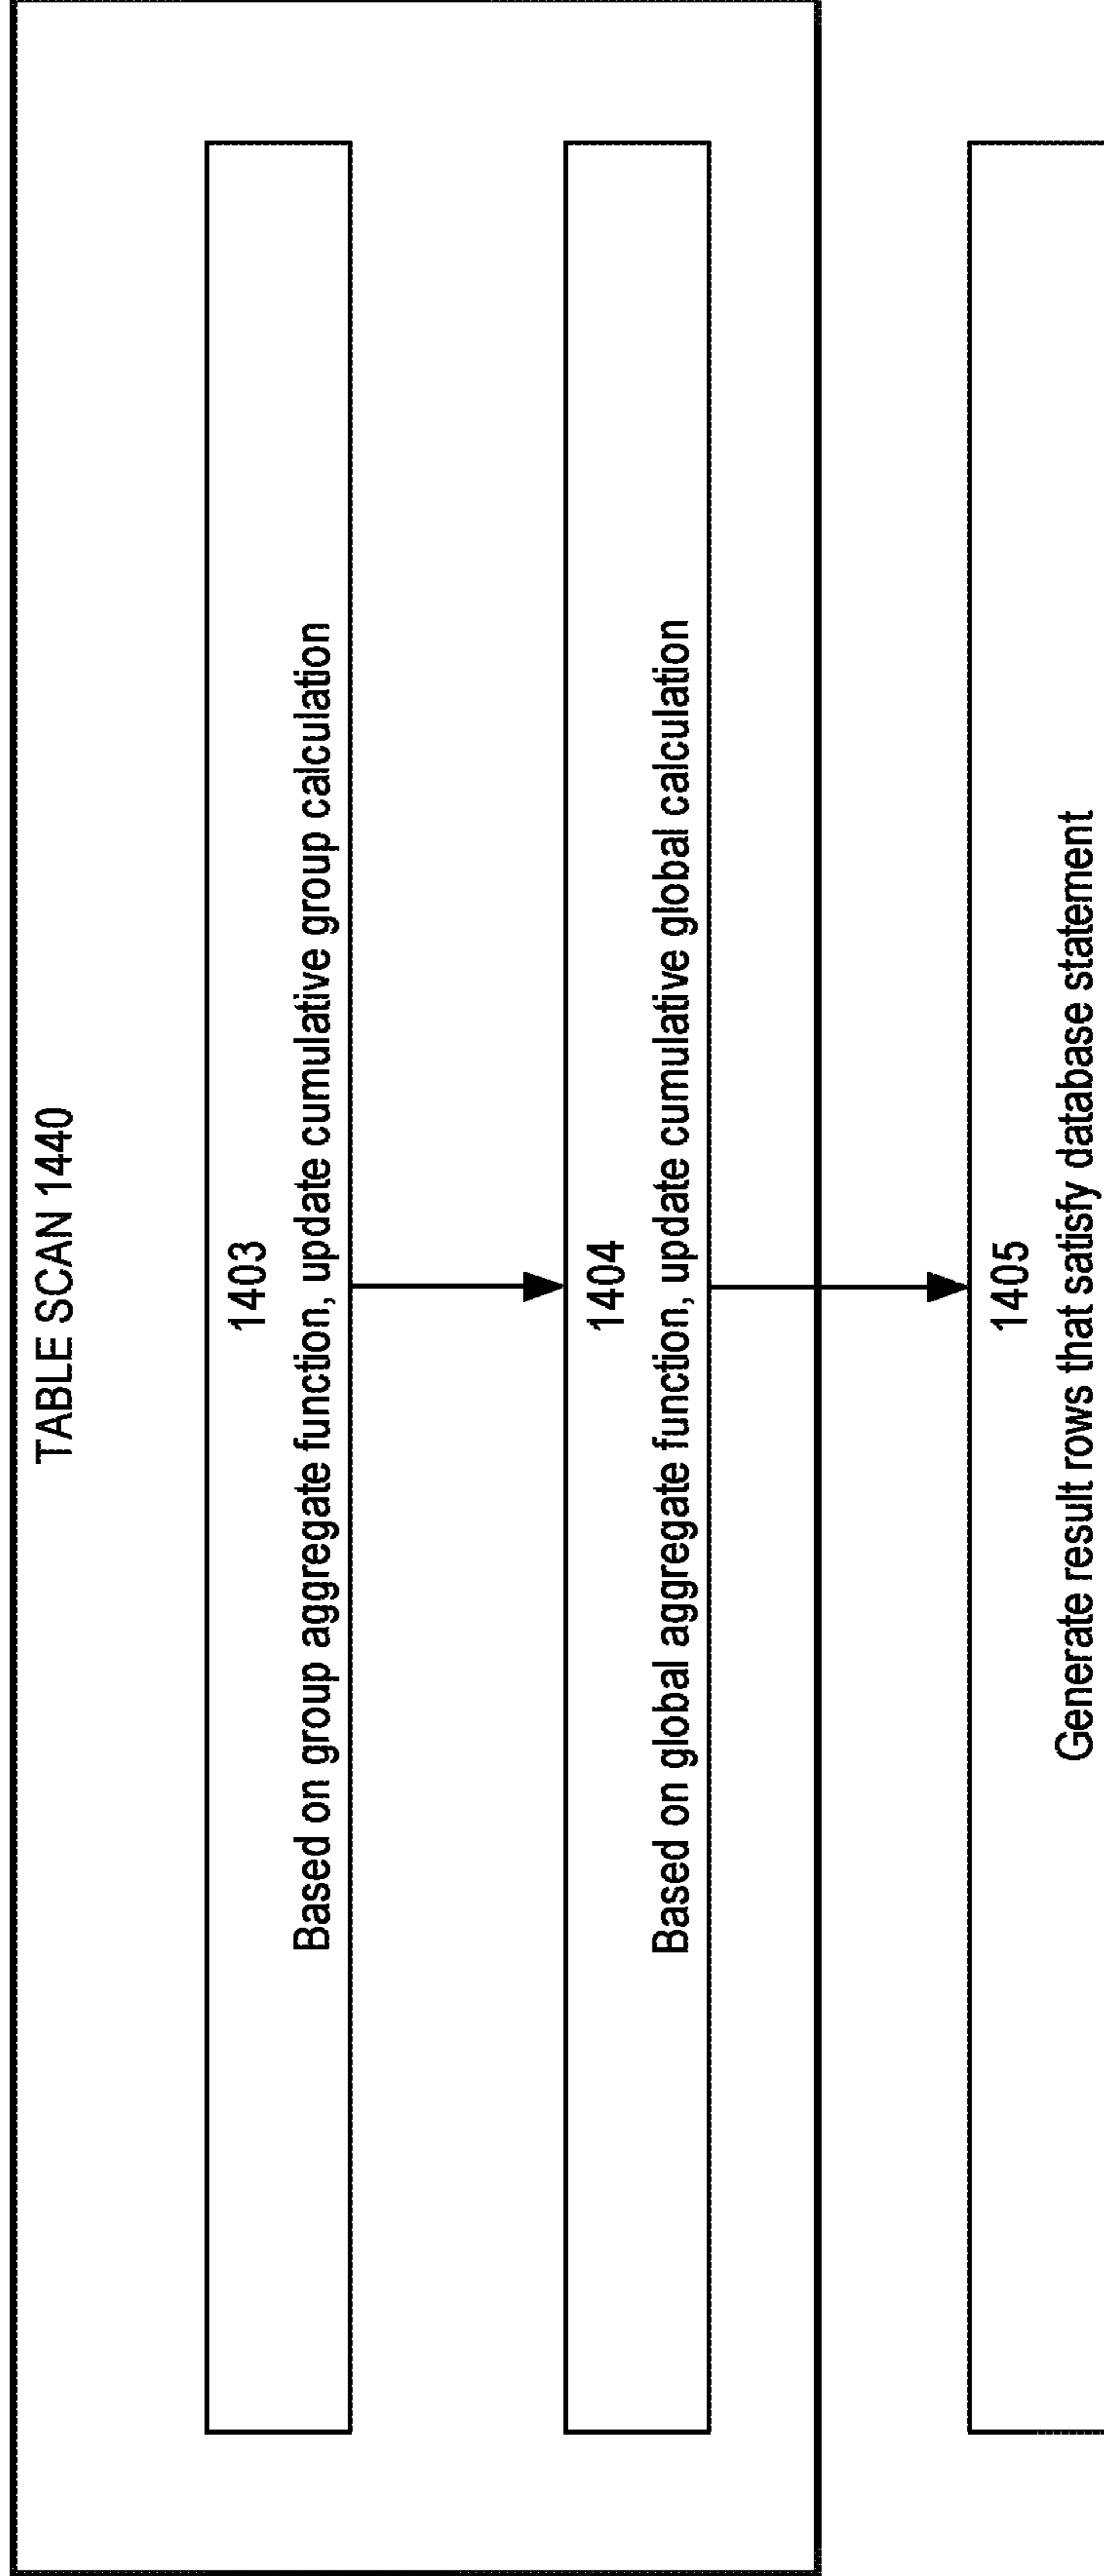 TABLE SCAN 1440
1403
Based on group aggregate function, update cumulative group calculation
1404
Based on global aggregate function, update cumulative global calculation
1405
Generate result rows that satisfy database statement